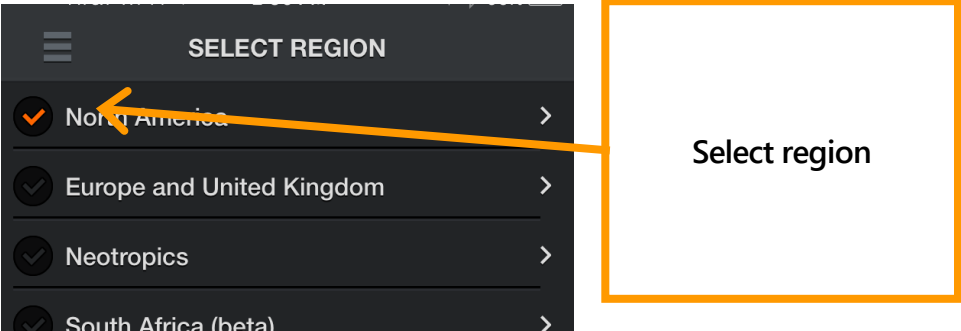 SELECT REGION
North America
Europe and United Kingdom
Neotropics
South Africa (beta)
Select region